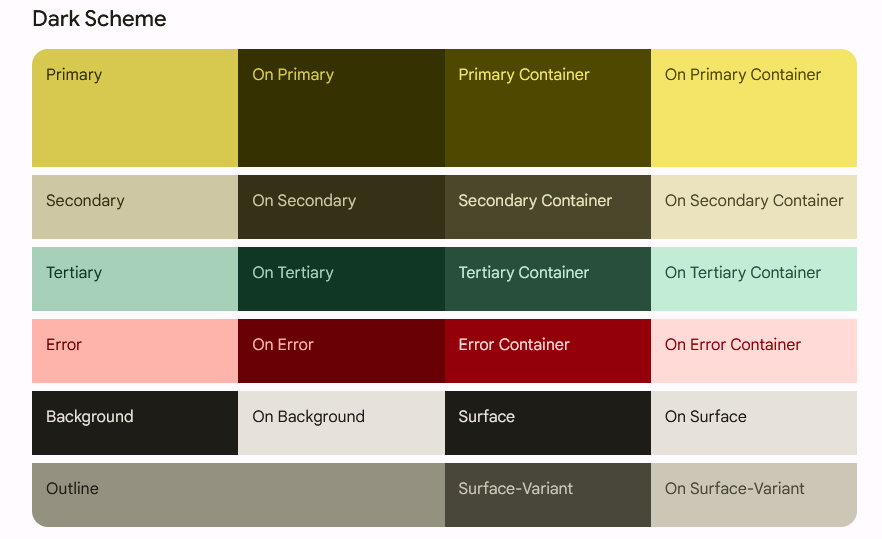 Dark Scheme
Primary
On Primary
Primary Container
On Primary Container
Secondary
On Secondary
Secondary Container
On Secondary Container
Tertiary
On Tertiary
Tertiary Container
On Tertiary Container
Error
On Error
Error Container
On Error Container
Background
On Background
Surface
On Surface
Outline
Surface-Variant
On Surface-Variant